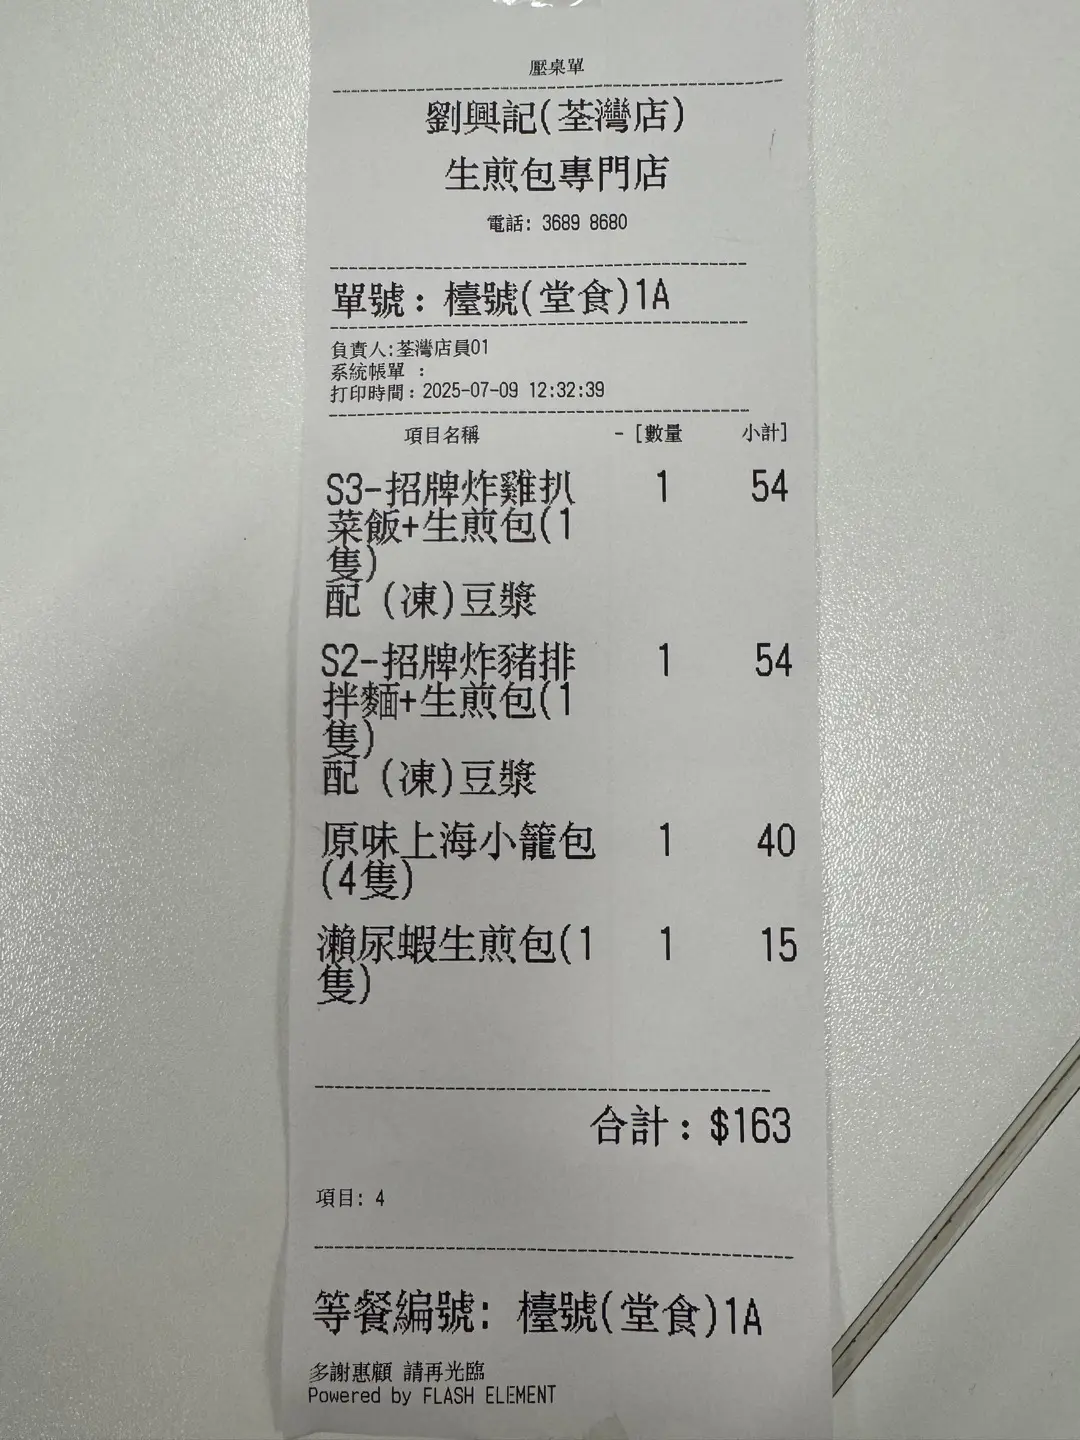 壓桌單
劉興記(荃灣店)
生煎包專門店
電話: 3689 8680
單號：檯號(堂食)1A
負責人:荃灣店員01
系統帳單 :
打印時間：2025-07-09 12:32:39
項目名稱 - [數量 小計]
S3-招牌炸雞扒 1 54
菜飯+生煎包(1
隻)
配 (凍)豆漿
S2-招牌炸豬排 1 54
拌麵+生煎包(1
隻)
配 (凍)豆漿
原味上海小籠包 1 40
(4隻)
瀨尿蝦生煎包(1 1 15
隻)
合計：$163
項目: 4
等餐編號: 檯號(堂食)1A
多謝惠顧 請再光臨
Powered by FLASH ELEMENT